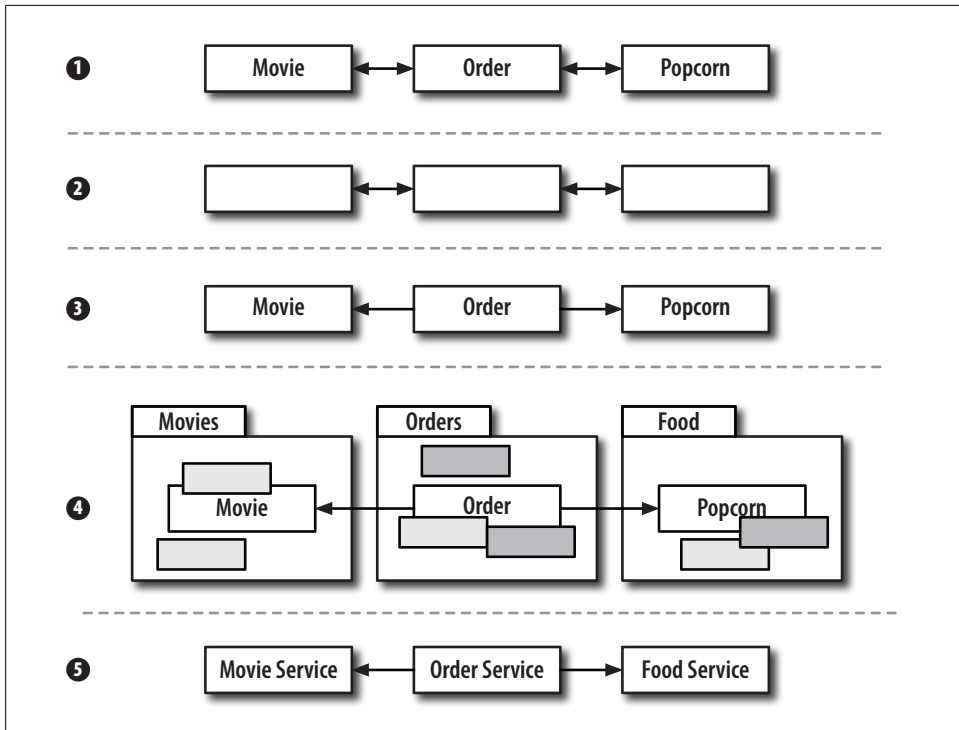 1 Movie Order Popcorn
2
3 Movie Order Popcorn
Movies Orders Food
4 Movie Order Popcorn
5 Movie Service Order Service Food Service